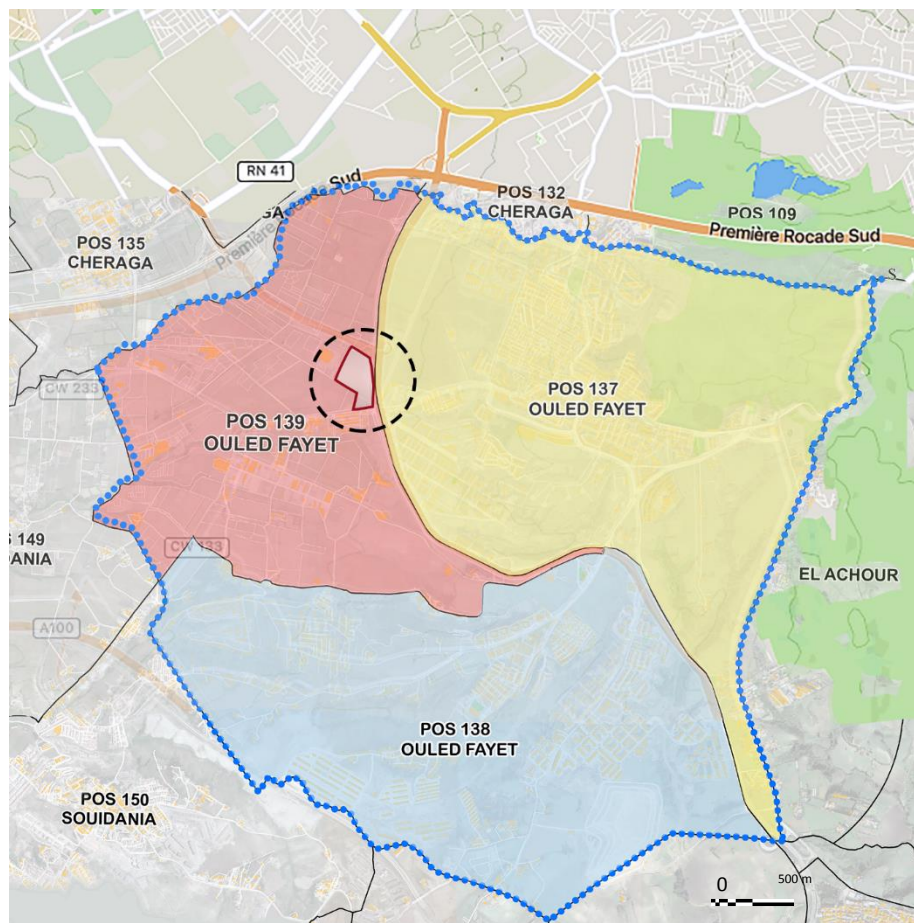 RN 41
Sud
POS 132
CHERAGA
POS 109
Première Rocade Sud
POS 135
CHERAGA
Première Rocade Sud
S
CW 233
POS 137
OULED FAYET
POS 139
OULED FAYET
149
DANIA
CW 133
EL ACHOUR
A100
POS 138
OULED FAYET
POS 150
SOUIDANIA
0
500 m